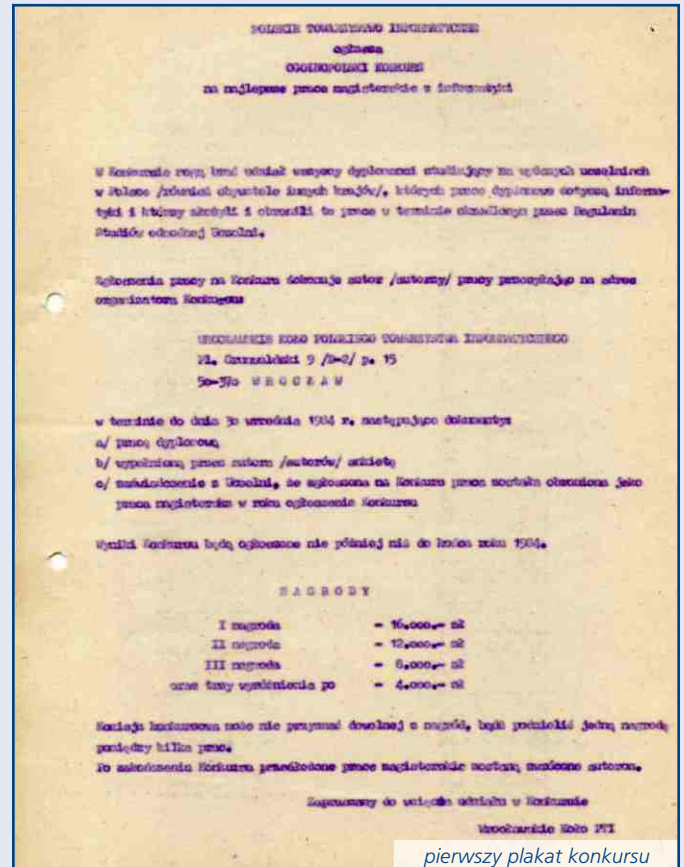 POLSKIE TOWARZYSTWO INFORMATYCZNE
ogłasza
OGÓLNOPOLSKI KONKURS
na najlepsze prace magisterskie z informatyki
W Konkursie mogą brać udział wszyscy dyplomanci studiujący na wyższych uczelniach
w Polsce /również obywatele innych krajów/, których prace dyplomowe dotyczą informa-
tyki i którzy złożyli i obronili te prace w terminie określonym przez Regulamin
Studiów odnośnej Uczelni.
Zgłoszenia pracy na Konkurs dokonuje autor /autorzy/ pracy przesyłając na adres
organizatora Konkursu
WROCŁAWSKIE KOŁO POLSKIEGO TOWARZYSTWA INFORMATYCZNEGO
Pl. Grunwaldzki 9 /D-2/ p. 15
50-370 W R O C Ł A W
w terminie do dnia 30 września 1984 r. następujące dokumenty:
a/ pracę dyplomową
b/ wypełnioną przez autora /autorów/ ankietę
c/ zaświadczenie z Uczelni, że zgłoszona na Konkurs praca została obroniona jako
praca magisterska w roku ogłoszenia Konkursu
Wyniki Konkursu będą ogłoszone nie później niż do końca roku 1984.
N A G R O D Y
I nagroda - 16.000,- zł
II nagroda - 12.000,- zł
III nagroda - 8.000,- zł
oraz trzy wyróżnienia po - 4.000,- zł
Komisja konkursowa może nie przyznać dowolnej z nagród, bądź podzielić jedną nagrodę
pomiędzy kilka prac.
Po zakończeniu Konkursu przedłożone prace magisterskie zostaną zwrócone autorom.
Zapraszamy do wzięcia udziału w Konkursie
Wrocławskie Koło PTI
pierwszy plakat konkursu